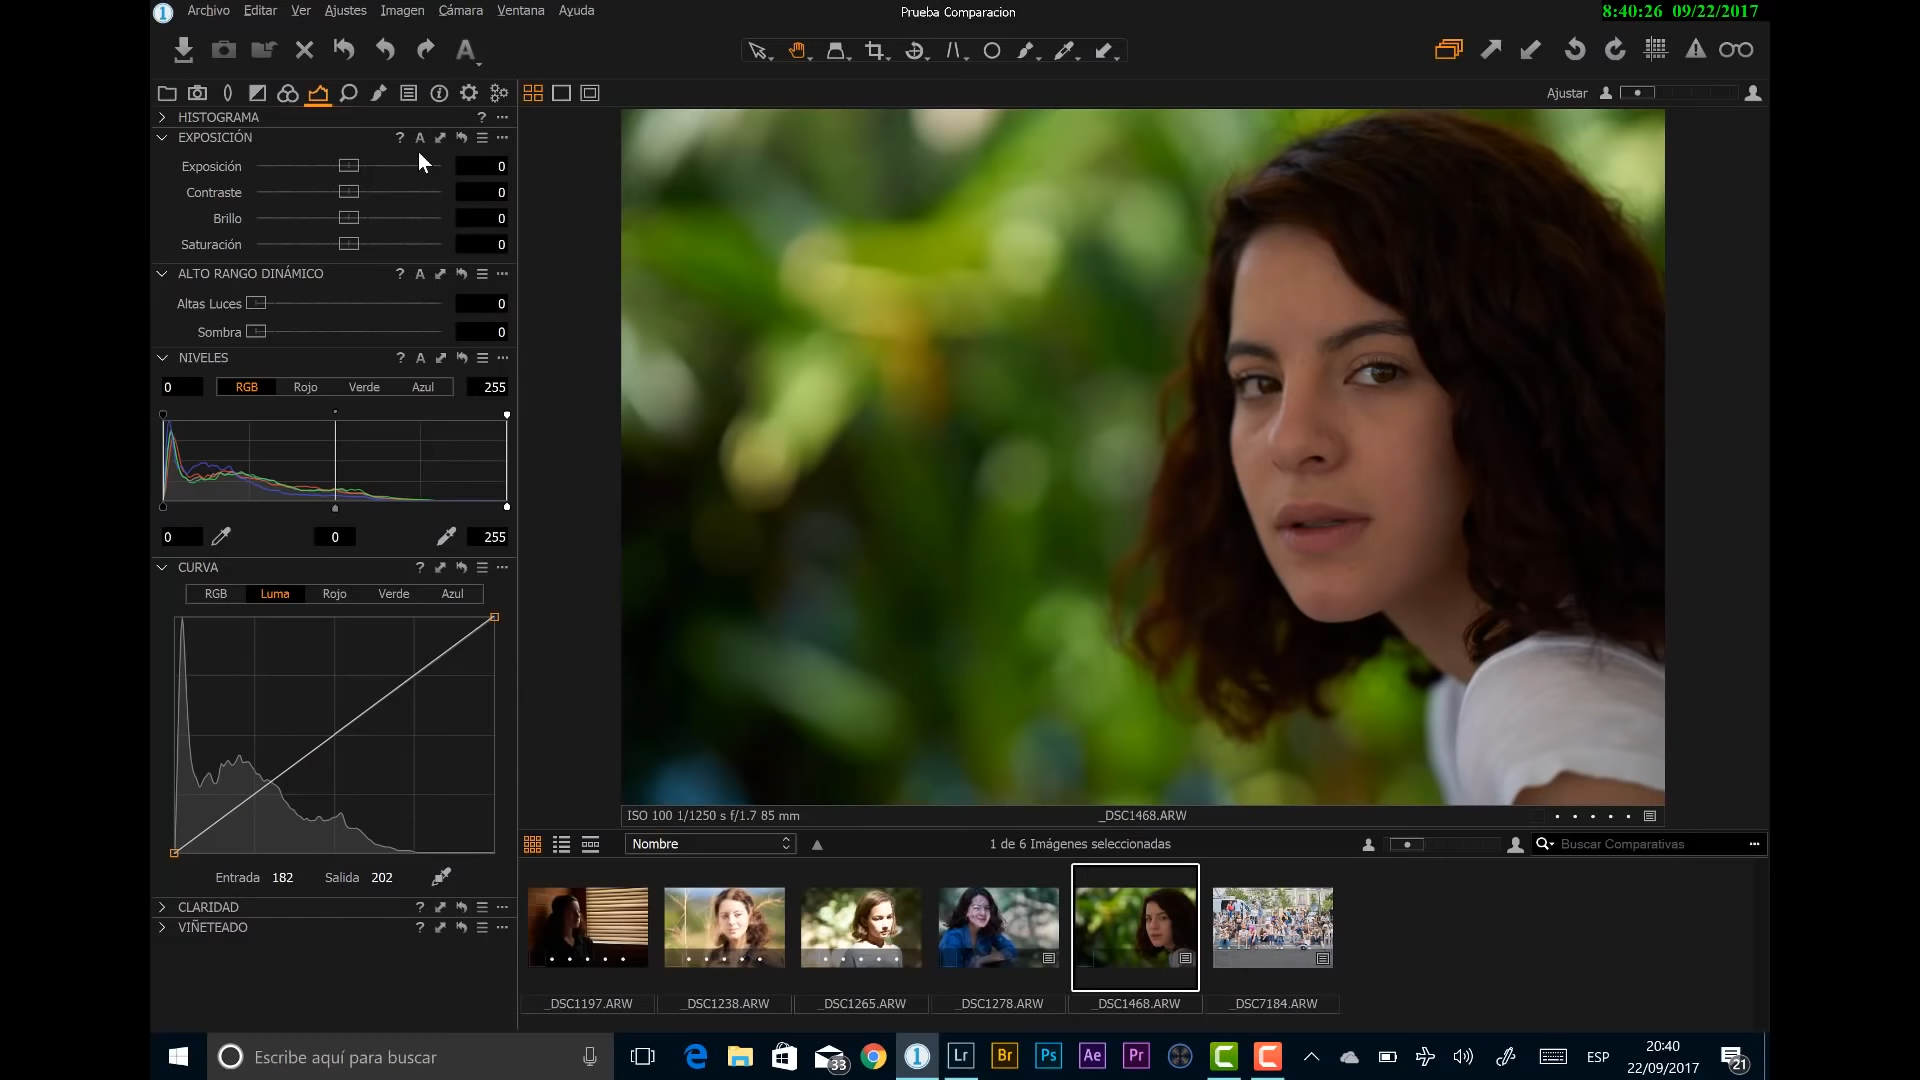 Archivo Editar Ver Ajustes Imagen Cámara Ventana Ayuda
Prueba Comparacion
8:40:26 09/22/2017
Ajustar
HISTOGRAMA
EXPOSICIÓN
Exposición 0
Contraste 0
Brillo 0
Saturación 0
ALTO RANGO DINÁMICO
Altas Luces 0
Sombra 0
NIVELES
0 RGB Rojo Verde Azul 255
0 0 255
CURVA
RGB Luma Rojo Verde Azul
Entrada 182 Salida 202
CLARIDAD
VIÑETEADO
ISO 100 1/1250 s f/1.7 85 mm
_DSC1468.ARW
Nombre
1 de 6 Imágenes seleccionadas
Buscar Comparativas
_DSC1197.ARW
_DSC1238.ARW
_DSC1265.ARW
_DSC1278.ARW
_DSC1468.ARW
_DSC7184.ARW
Escribe aquí para buscar
33
1
Lr
Br
Ps
Ae
Pr
ESP
20:40
22/09/2017
21